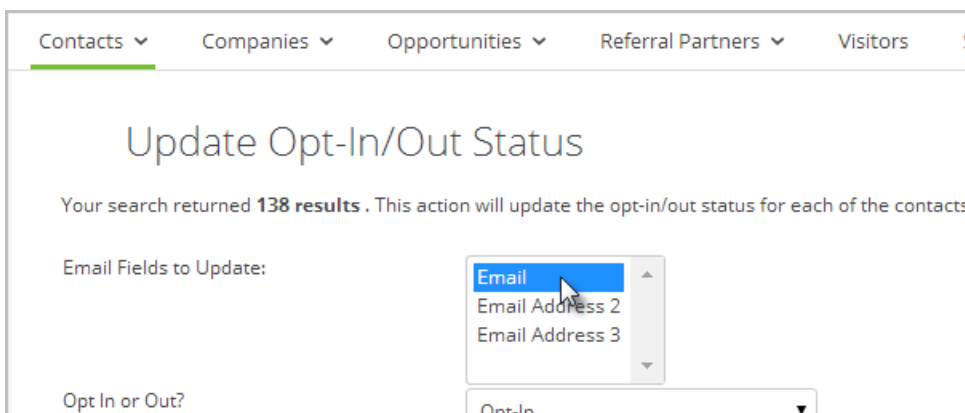 Contacts Companies Opportunities Referral Partners Visitors
Update Opt-In/Out Status
Your search returned 138 results . This action will update the opt-in/out status for each of the contacts
Email Fields to Update:
Email
Email Address 2
Email Address 3
Opt In or Out?
Opt-In